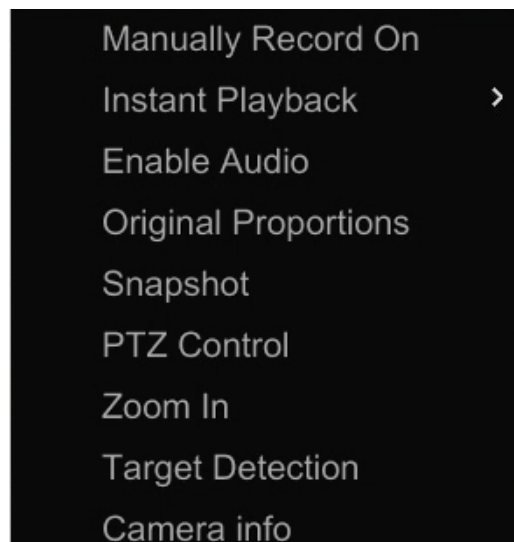 Manually Record On
Instant Playback
Enable Audio
Original Proportions
Snapshot
PTZ Control
Zoom In
Target Detection
Camera info